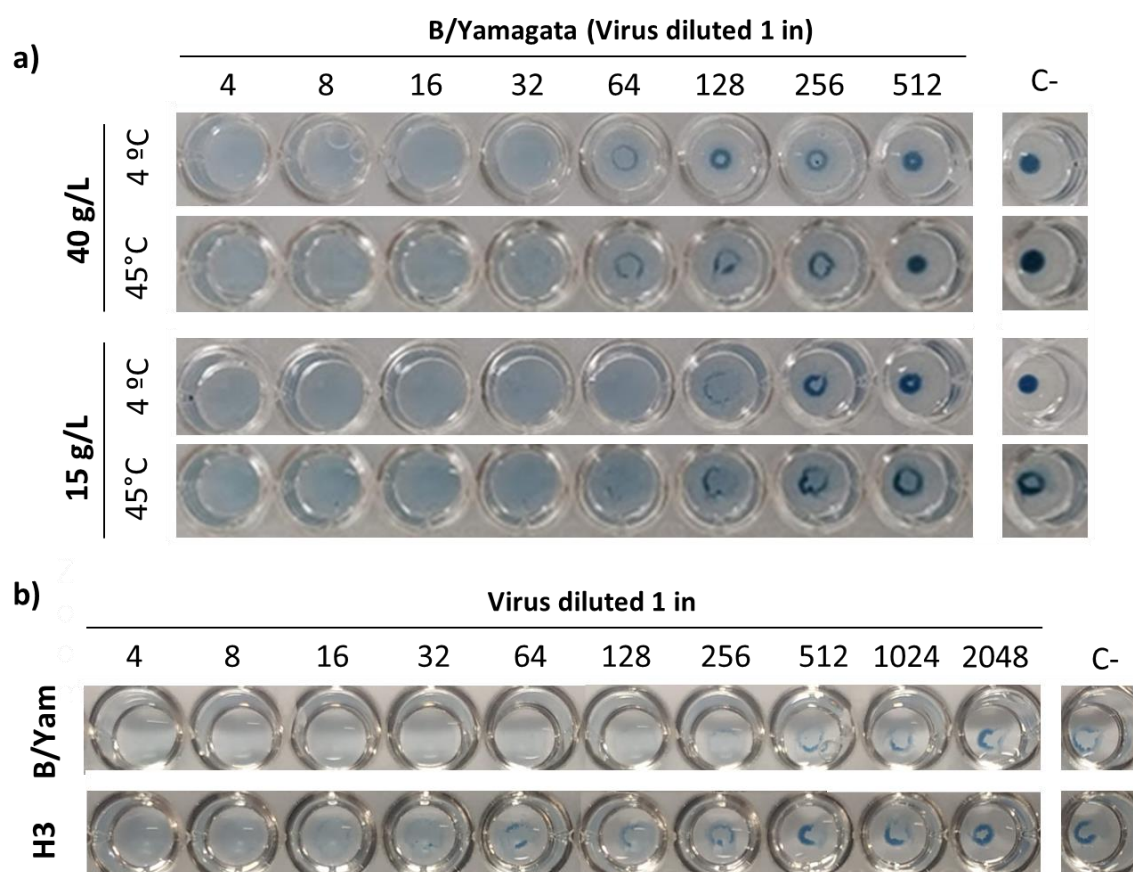 a)
B/Yamagata (Virus diluted 1 in)
4 8 16 32 64 128 256 512 C-
40 g/L
4 ºC
45°C
15 g/L
4 ºC
45°C
b)
Virus diluted 1 in
4 8 16 32 64 128 256 512 1024 2048 C-
B/Yam
H3